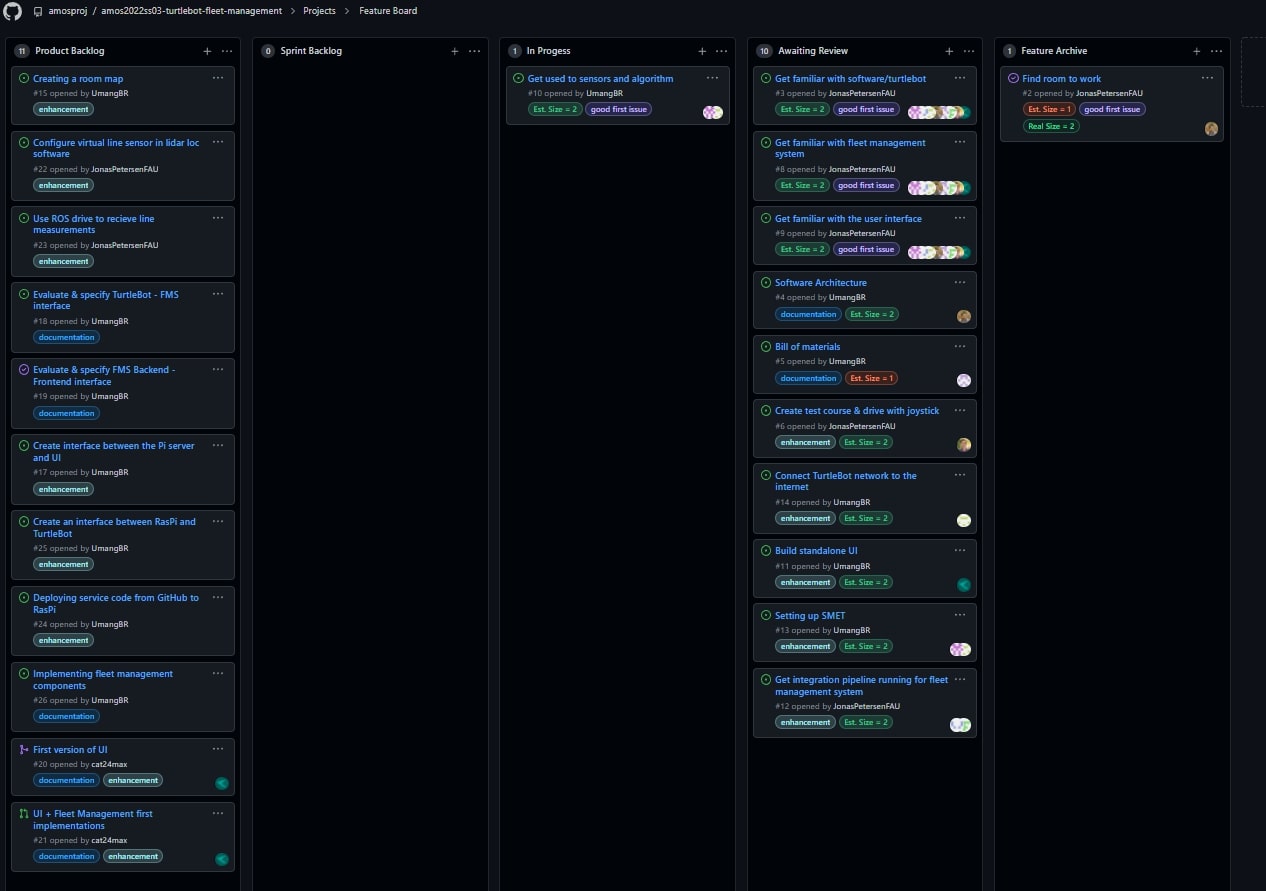 amosproj / amos2022ss03-turtlebot-fleet-management > Projects > Feature Board
11 Product Backlog + ...
Creating a room map ...
#15 opened by UmangBR
enhancement
Configure virtual line sensor in lidar loc ...
software
#22 opened by JonasPetersenFAU
enhancement
Use ROS drive to recieve line ...
measurements
#23 opened by JonasPetersenFAU
enhancement
Evaluate & specify TurtleBot - FMS ...
interface
#18 opened by UmangBR
documentation
Evaluate & specify FMS Backend - ...
Frontend interface
#19 opened by UmangBR
documentation
Create interface between the Pi server ...
and UI
#17 opened by UmangBR
enhancement
Create an interface between RasPi and ...
TurtleBot
#25 opened by UmangBR
enhancement
Deploying service code from GitHub to ...
RasPi
#24 opened by UmangBR
enhancement
Implementing fleet management ...
components
#26 opened by UmangBR
documentation
First version of UI ...
#20 opened by cat24max
documentation enhancement
UI + Fleet Management first ...
implementations
#21 opened by cat24max
documentation enhancement
0 Sprint Backlog + ...
1 In Progess + ...
Get used to sensors and algorithm ...
#10 opened by UmangBR
Est. Size = 2 good first issue
10 Awaiting Review + ...
Get familiar with software/turtlebot ...
#3 opened by JonasPetersenFAU
Est. Size = 2 good first issue
Get familiar with fleet management ...
system
#8 opened by JonasPetersenFAU
Est. Size = 2 good first issue
Get familiar with the user interface ...
#9 opened by JonasPetersenFAU
Est. Size = 2 good first issue
Software Architecture ...
#4 opened by UmangBR
documentation Est. Size = 2
Bill of materials ...
#5 opened by UmangBR
documentation Est. Size = 1
Create test course & drive with joystick ...
#6 opened by JonasPetersenFAU
enhancement Est. Size = 2
Connect TurtleBot network to the ...
internet
#14 opened by UmangBR
enhancement Est. Size = 2
Build standalone UI ...
#11 opened by UmangBR
enhancement Est. Size = 2
Setting up SMET ...
#13 opened by UmangBR
enhancement Est. Size = 2
Get integration pipeline running for fleet ...
management system
#12 opened by JonasPetersenFAU
enhancement Est. Size = 2
1 Feature Archive + ...
Find room to work ...
#2 opened by JonasPetersenFAU
Est. Size = 1 good first issue
Real Size = 2